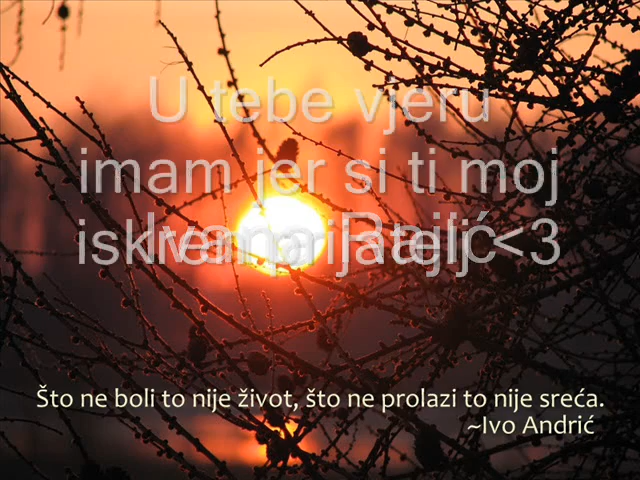 U tebe vjeru
imam jer si ti moj
iskren prijatelj <3
Što ne boli to nije život, što ne prolazi to nije sreća.
~Ivo Andrić